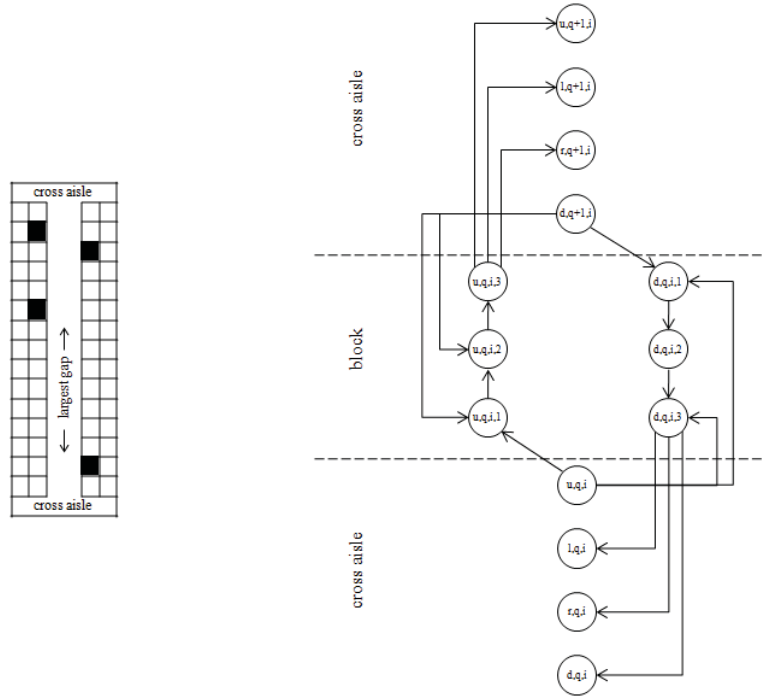 cross aisle
largest gap
cross aisle
cross aisle
block
cross aisle
u,q+1,i
l,q+1,i
r,q+1,i
d,q+1,i
u,q,i,3
d,q,i,1
u,q,i,2
d,q,i,2
u,q,i,1
d,q,i,3
u,q,i
l,q,i
r,q,i
d,q,i